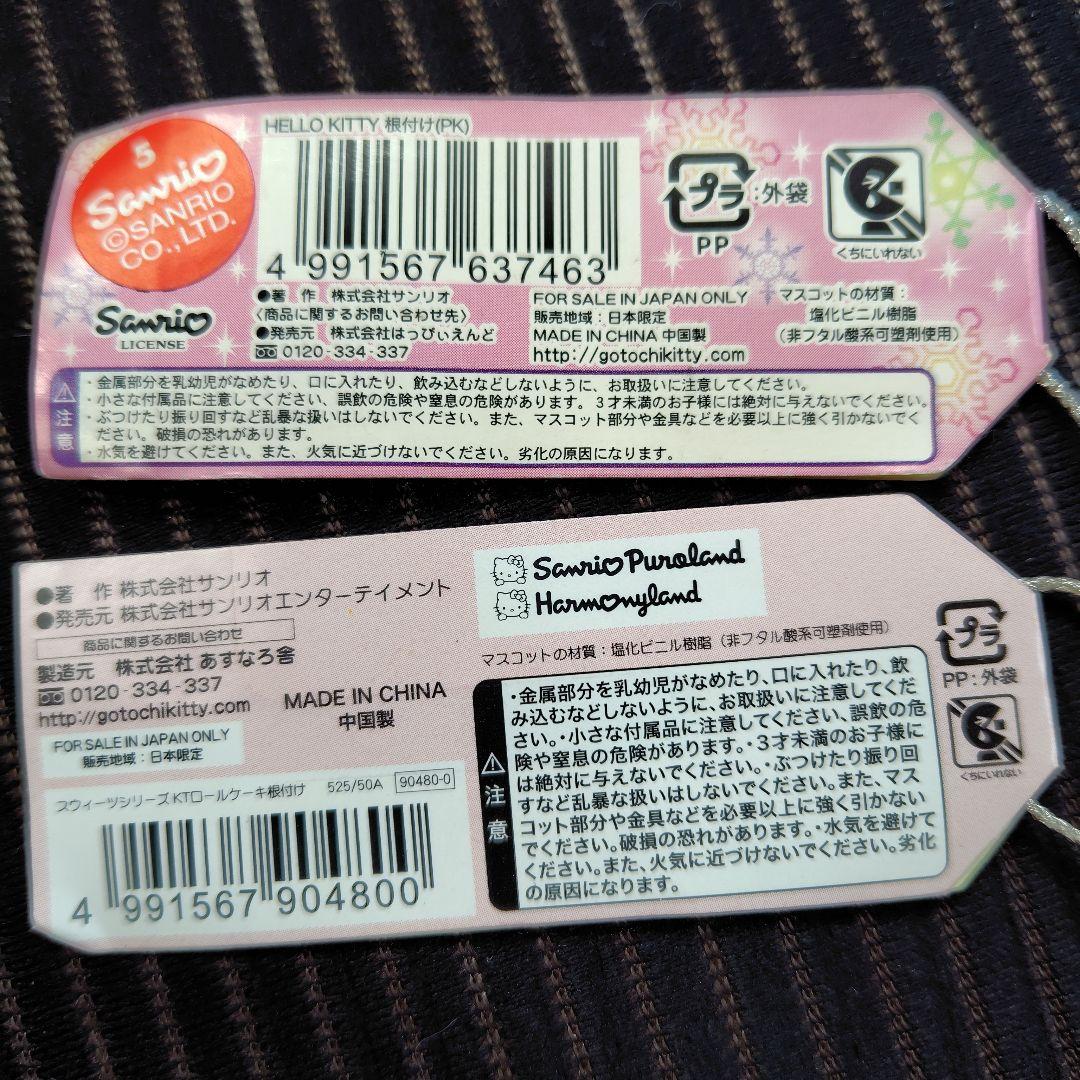 5
Sanrio
©SANRIO
CO., LTD.
HELLO KITTY 根付け(PK)
4 991567 637463
プラ
:外袋
PP
くちにいれない
Sanrio
LICENSE
●著　作　株式会社サンリオ
〈商品に関するお問い合わせ先〉
●発売元　株式会社はっぴぃえんど
0120-334-337
FOR SALE IN JAPAN ONLY
販売地域：日本限定
MADE IN CHINA 中国製
http://gotochikitty.com
マスコットの材質：
塩化ビニル樹脂
(非フタル酸系可塑剤使用)
注意
・金属部分を乳幼児がなめたり、口に入れたり、飲み込むなどしないように、お取扱いに注意してください。
・小さな付属品に注意してください、誤飲の危険や窒息の危険があります。３才未満のお子様には絶対に与えないでください。
・ぶつけたり振り回すなど乱暴な扱いはしないでください。また、マスコット部分や金具などを必要以上に強く引かないでく
ださい。破損の恐れがあります。
・水気を避けてください。また、火気に近づけないでください。劣化の原因になります。
●著　作 株式会社サンリオ
●発売元 株式会社サンリオエンターテイメント
商品に関するお問い合わせ
製造元　株式会社 あすなろ舎
0120-334-337
http://gotochikitty.com
MADE IN CHINA
中国製
FOR SALE IN JAPAN ONLY
販売地域：日本限定
スウィーツシリーズ KTロールケーキ根付け　525/50A　90480-0
4 991567 904800
Sanrio Puroland
Harmonyland
マスコットの材質：塩化ビニル樹脂（非フタル酸系可塑剤使用）
注意
・金属部分を乳幼児がなめたり、口に入れたり、飲
み込むなどしないように、お取扱いに注意してくだ
さい。・小さな付属品に注意してください、誤飲の危
険や窒息の危険があります。・３才未満のお子様に
は絶対に与えないでください。・ぶつけたり振り回
すなど乱暴な扱いはしないでください。また、マス
コット部分や金具などを必要以上に強く引かない
でください。破損の恐れがあります。・水気を避けて
ください。また、火気に近づけないでください。劣化
の原因になります。
プラ
PP：外袋
くちにいれない